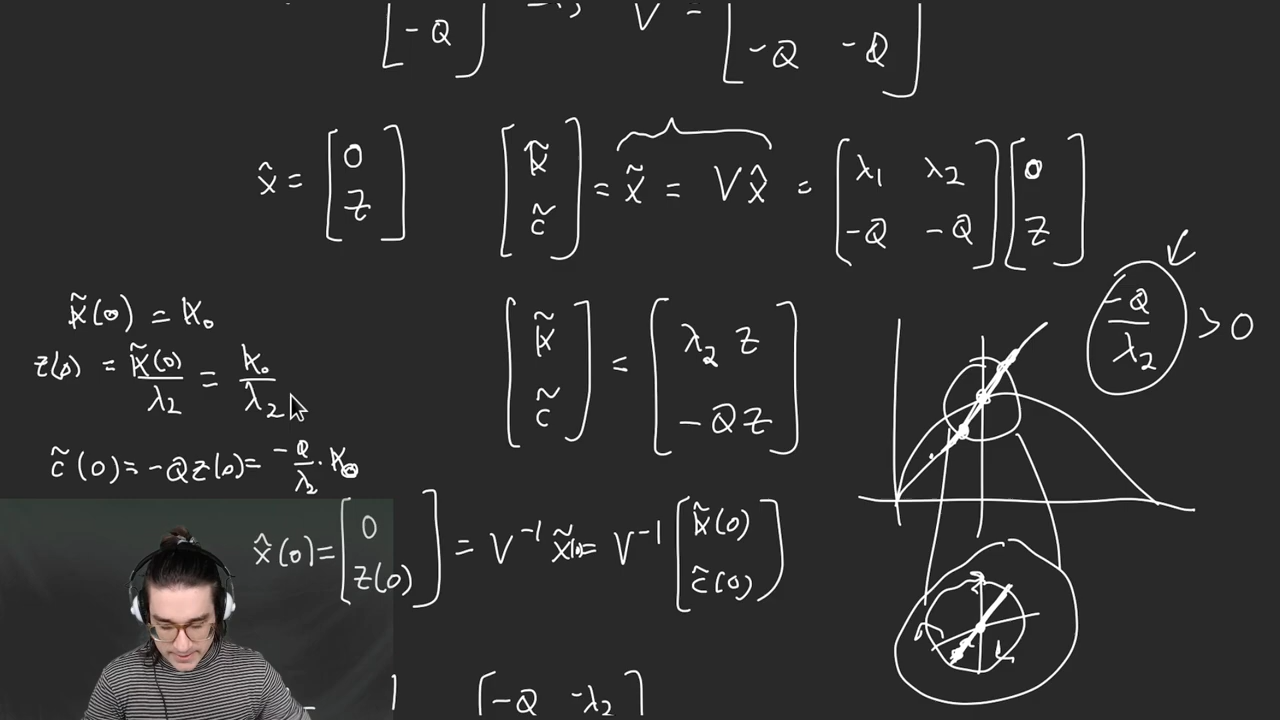 [-Q] V = [-Q -Q]
x̂ = [0 Z] [k̃ c̃] = x̃ = Vx̂ = [λ₁ λ₂ -Q -Q] [0 Z]
-Q/λ₂ > 0
k̃(0) = k₀
z(0) = k̃(0)/λ₂ = k₀/λ₂
[k̃ c̃] = [λ₂ z -Qz]
c̃(0) = -Qz(0) = -Q/λ₂ · k₀
x̂(0) = [0 z(0)] = V⁻¹ x̃(0) = V⁻¹ [k̃(0) c̃(0)]
[-Q -λ₂]